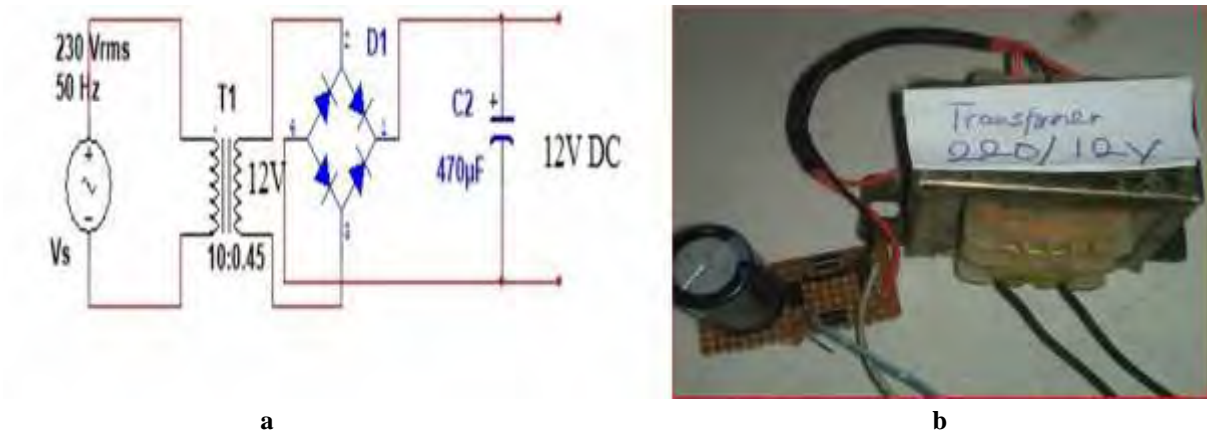 230 Vrms
50 Hz
Vs
T1
10:0.45
12V
D1
C2
+
470µF
12V DC
Transformer
220/12V
a
b